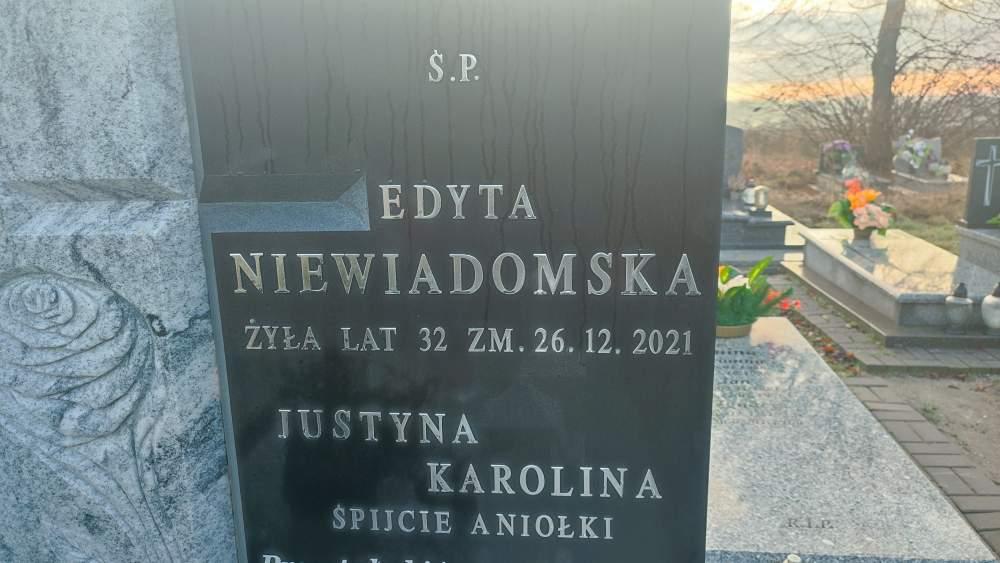 Ś.P.
EDYTA
NIEWIADOMSKA
ŻYŁA LAT 32 ZM. 26. 12. 2021
JUSTYNA
KAROLINA
ŚPIJCIE ANIOŁKI
R.I.P.